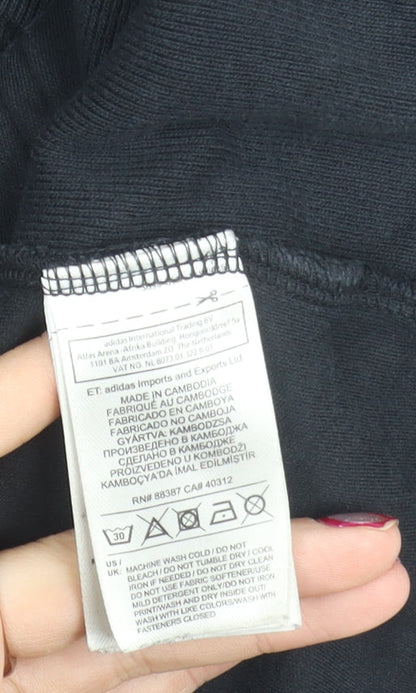 adidas International Trading BV
Atlas Arena -Afrika Building Hoogoorddreef 9a
1101 BA Amsterdam ZO, The Netherlands
VAT NO. NL 8073.01.322.B.01
ET: adidas Imports and Exports Ltd
MADE IN CAMBODIA
FABRIQUÉ AU CAMBODGE
FABRICADO EN CAMBOYA
FABRICADO NO CAMBOJA
GYÁRTVA: KAMBODZSA
ПРОИЗВЕДЕНО В КАМБОДЖА
СДЕЛАНО В КАМБОДЖЕ
PROIZVEDENO U KOMBODŽI
KAMBOÇYA'DA IMAL EDİLMİŞTİR
RN# 88387 CA# 40312
30
US / UK: MACHINE WASH COLD / DO NOT
BLEACH / DO NOT TUMBLE DRY / COOL
IRON IF NEEDED / DO NOT DRY CLEAN
DO NOT USE FABRIC SOFTENER/USE
MILD DETERGENT ONLY/DO NOT IRON
PRINT/WASH AND DRY INSIDE OUT/
WASH WITH LIKE COLORS/WASH WITH
FASTENERS CLOSED